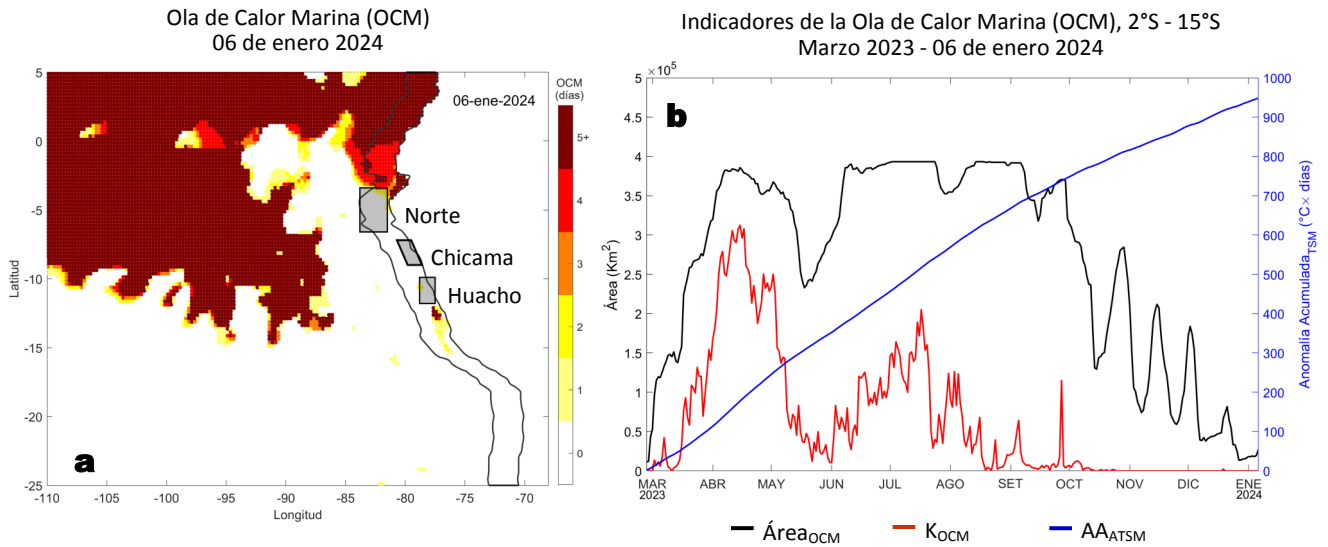 Ola de Calor Marina (OCM)
06 de enero 2024
5
0
-5
-10
-15
-20
-25
Latitud
-110
-105
-100
-95
-90
-85
-80
-75
-70
Longitud
06-ene-2024
Norte
Chicama
Huacho
a
OCM
(días)
5+
4
3
2
1
0
Indicadores de la Ola de Calor Marina (OCM), 2°S - 15°S
Marzo 2023 - 06 de enero 2024
×10⁵
5
4.5
4
3.5
3
2.5
2
1.5
1
0.5
0
Área (Km²)
b
MAR
2023
ABR
MAY
JUN
JUL
AGO
SET
OCT
NOV
DIC
ENE
2024
1000
900
800
700
600
500
400
300
200
100
0
Anomalía Acumulada_TSM (°C× días)
Área_OCM
K_OCM
AA_ATSM